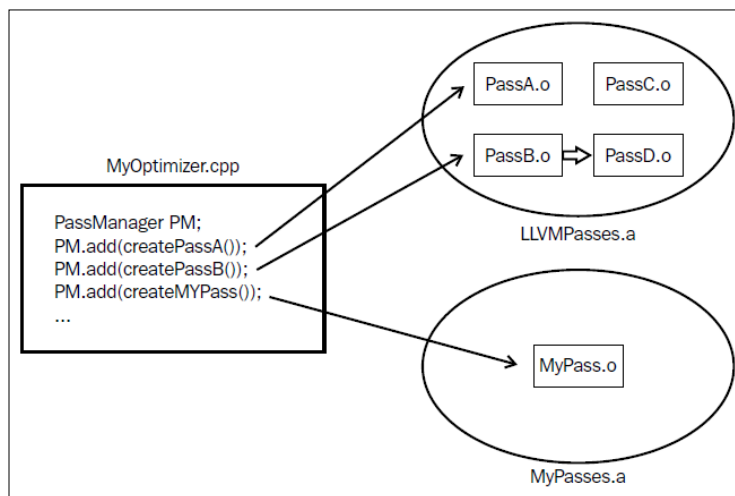 PassA.o
PassC.o
PassB.o
PassD.o
LLVMPasses.a
MyOptimizer.cpp
PassManager PM;
PM.add(createPassA());
PM.add(createPassB());
PM.add(createMYPass());
...
MyPass.o
MyPasses.a